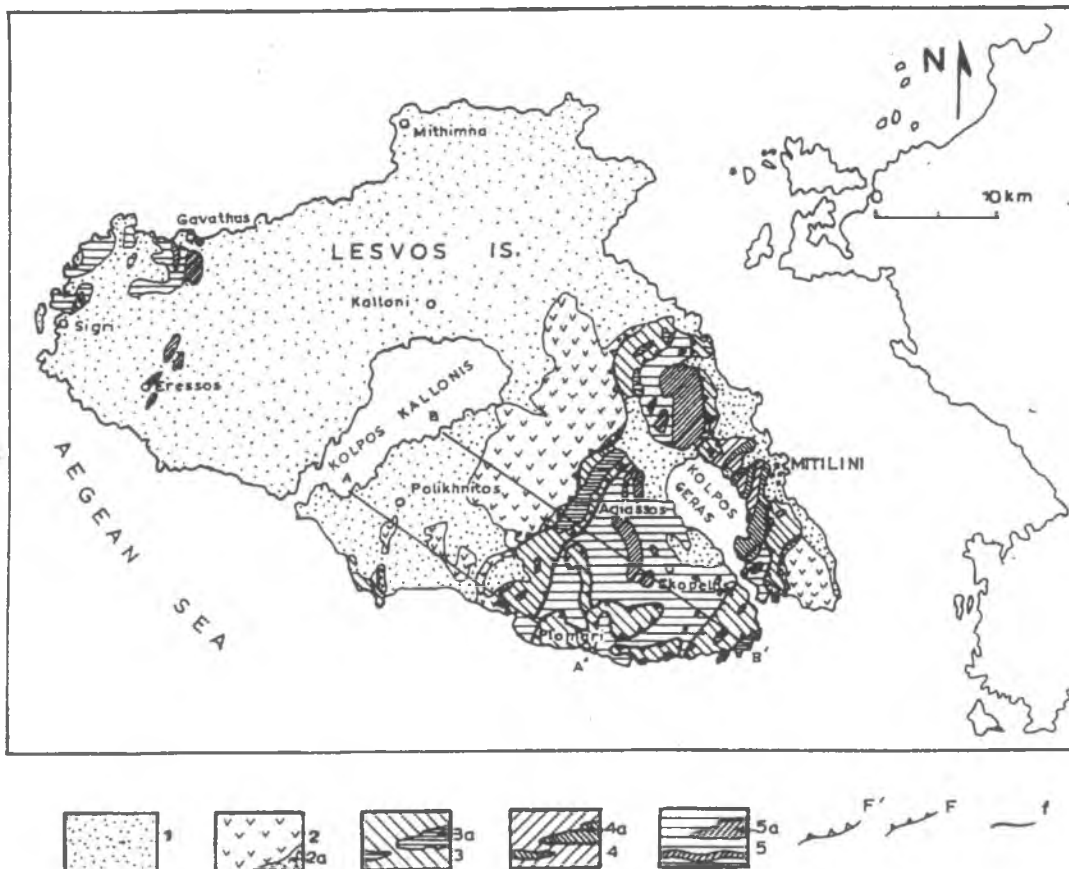 N
Mithimna
10 km
0
Gavathas
LESVOS IS.
Kalloni
Sigri
Eressos
KOLPOS KALLONIS
B
A
MITILINI
KOLPOS GERAS
Polikhnitos
Agiassos
AEGEAN SEA
Skopelos
Plomari
A'
B'
1
2
2a
3a
3
4a
4
5a
5
F'
F
f